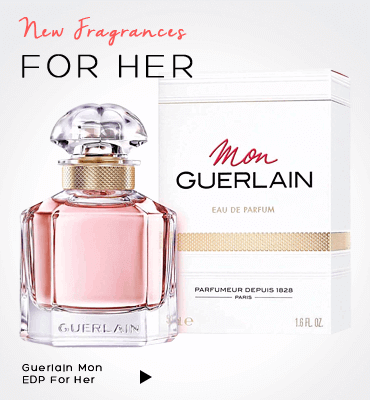 New Fragrances
FOR HER
Mon
GUERLAIN
EAU DE PARFUM
PARFUMEUR DEPUIS 1828
PARIS
GUERLAIN
1.6 FL. OZ.
Guerlain Mon
EDP For Her